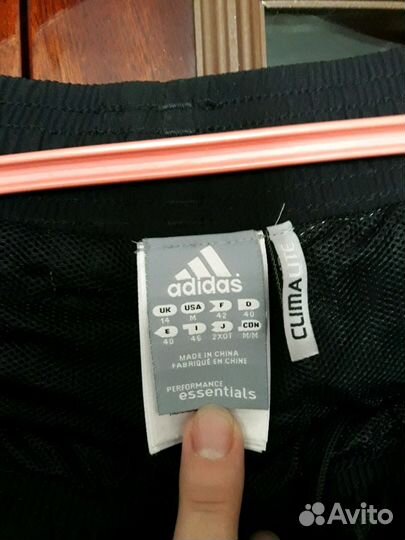 adidas
UK USA F D
14 M 42 40
E I J CDN
40 46 2XOT M/M
MADE IN CHINA
FABRIQUÉ EN CHINE
PERFORMANCE
essentials
CLIMALITE
Avito